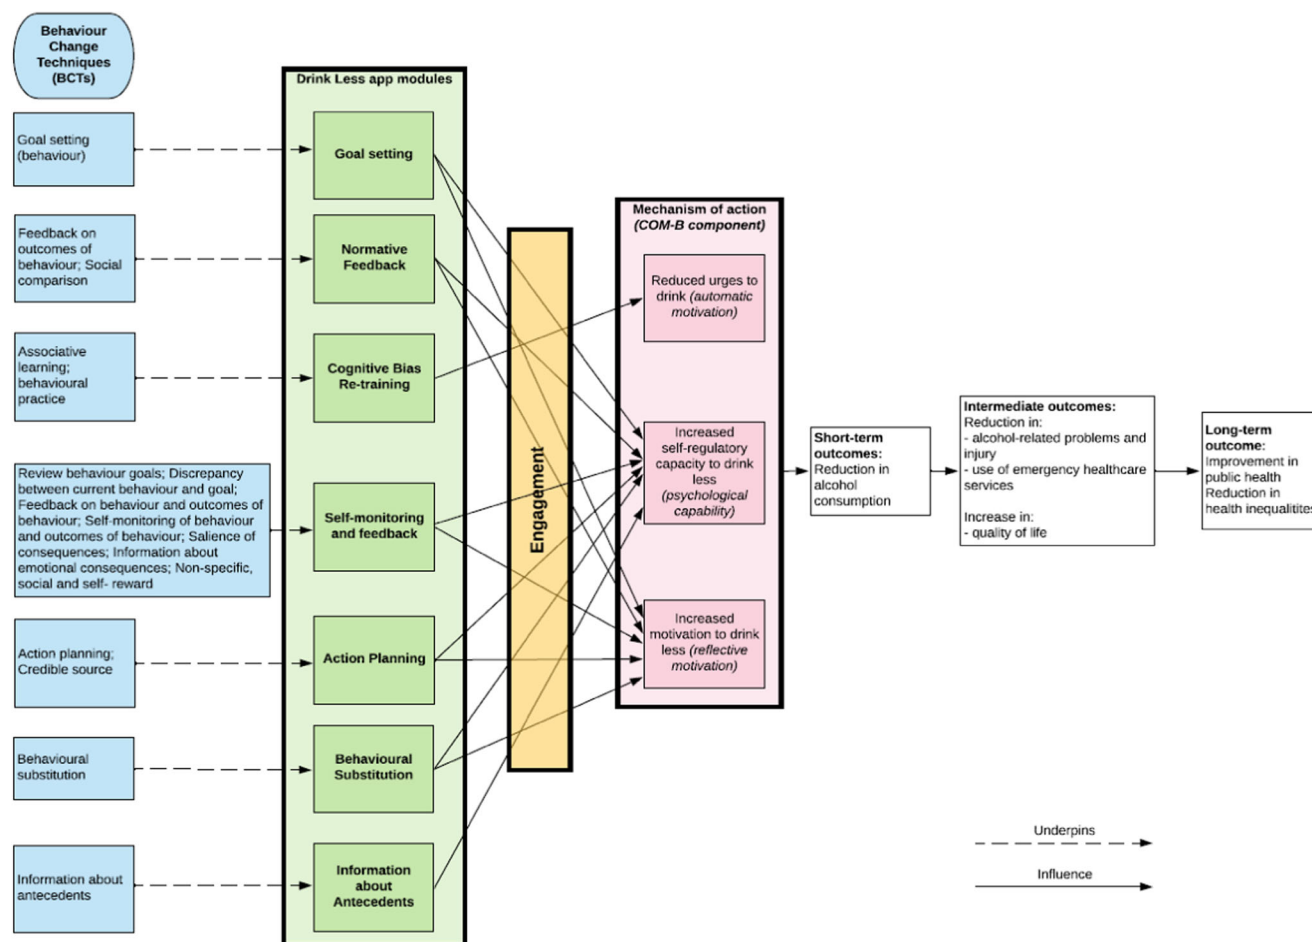 Behaviour
Change
Techniques
(BCTs)
Goal setting
(behaviour)
Feedback on
outcomes of
behaviour; Social
comparison
Associative
learning;
behavioural
practice
Review behaviour goals; Discrepancy
between current behaviour and goal;
Feedback on behaviour and outcomes of
behaviour; Self-monitoring of behaviour
and outcomes of behaviour; Salience of
consequences; Information about
emotional consequences; Non-specific,
social and self- reward
Action planning;
Credible source
Behavioural
substitution
Information about
antecedents
Drink Less app modules
Goal setting
Normative
Feedback
Cognitive Bias
Re-training
Self-monitoring
and feedback
Action Planning
Behavioural
Substitution
Information
about
Antecedents
Engagement
Mechanism of action
(COM-B component)
Reduced urges to
drink (automatic
motivation)
Increased
self-regulatory
capacity to drink
less
(psychological
capability)
Increased
motivation to drink
less (reflective
motivation)
Short-term
outcomes:
Reduction in
alcohol
consumption
Intermediate outcomes:
Reduction in:
- alcohol-related problems and
injury
- use of emergency healthcare
services
Increase in:
- quality of life
Long-term
outcome:
Improvement in
public health
Reduction in
health inequalitites
Underpins
Influence